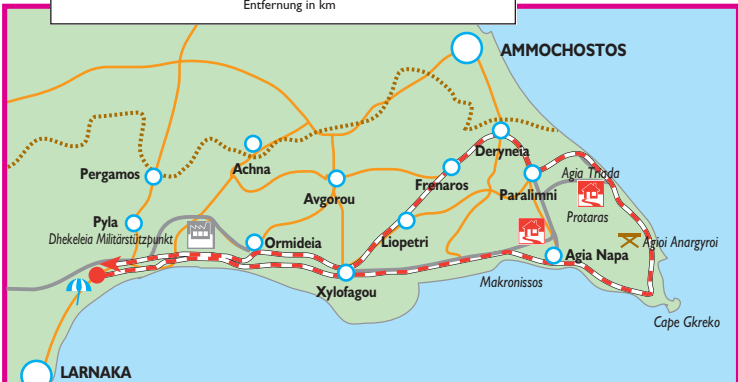 Entfernung in km
AMMOCHOSTOS
Deryneia
Achna
Pergamos
Frenaros
Agia Triada
Avgorou
Paralimni
Protaras
Pyla
Dhekeleia Militärstützpunkt
Ormideia
Liopetri
Agioi Anargyroi
Agia Napa
Makronissos
Xylofagou
Cape Gkreko
LARNAKA